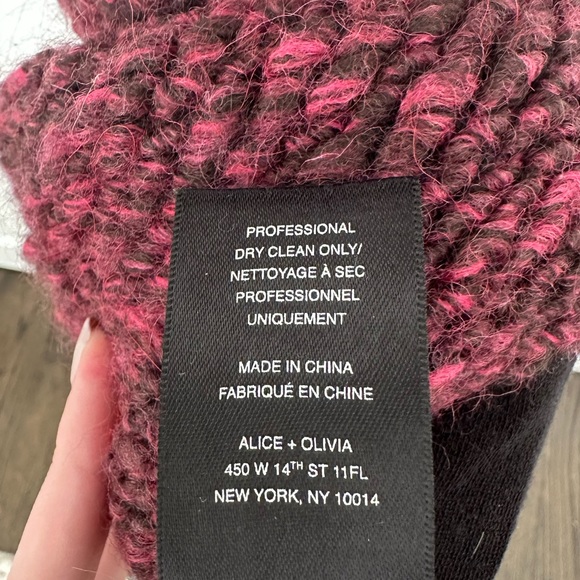 PROFESSIONAL
DRY CLEAN ONLY/
NETTOYAGE À SEC
PROFESSIONNEL
UNIQUEMENT
MADE IN CHINA
FABRIQUÉ EN CHINE
ALICE + OLIVIA
450 W 14TH ST 11FL
NEW YORK, NY 10014